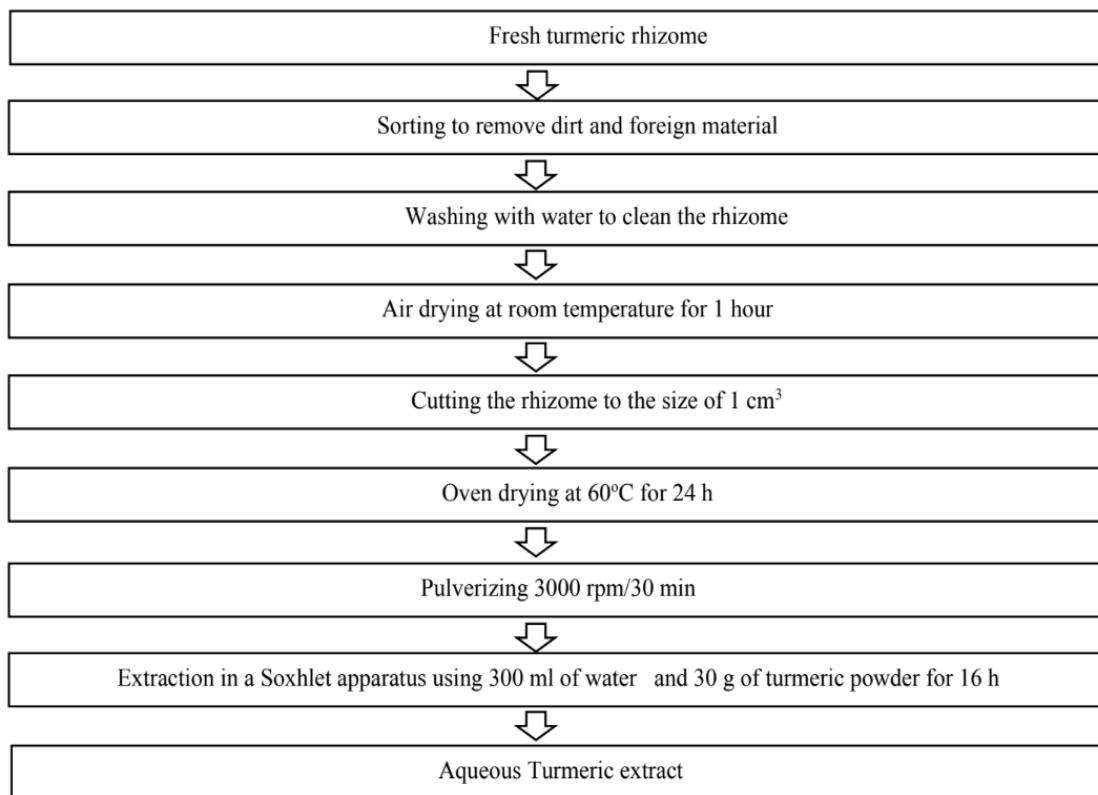 Fresh turmeric rhizome
Sorting to remove dirt and foreign material
Washing with water to clean the rhizome
Air drying at room temperature for 1 hour
Cutting the rhizome to the size of 1 cm³
Oven drying at 60ºC for 24 h
Pulverizing 3000 rpm/30 min
Extraction in a Soxhlet apparatus using 300 ml of water and 30 g of turmeric powder for 16 h
Aqueous Turmeric extract